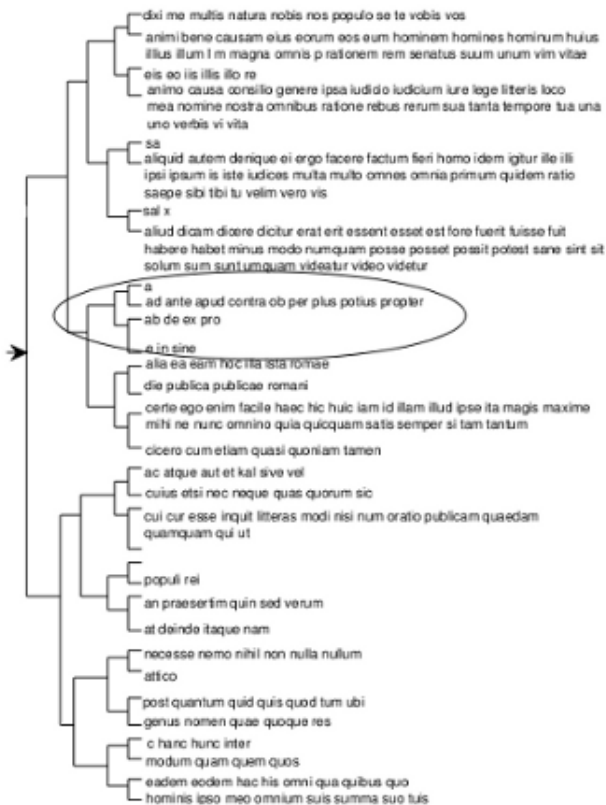 dixi me multis natura nobis nos populo se te vobis vos
animi bene causam eius eorum eos eum hominem homines hominum huius
illius illum l m magna omnis p rationem rem senatus suum unum vim vitae
eis eo iis illis illo re
animo causa consilio genere ipsa iudicio iudicium iure lege litteris loco
mea nomine nostra omnibus ratione rebus rerum sua tanta tempore tua una
uno verbis vi vita
sa
aliquid autem denique ei ergo facere factum fieri homo idem igitur ille illi
ipsi ipsum is iste iudices multa multo omnes omnia primum quidem ratio
saepe sibi tibi tu velim vero vis
sal x
aliud dicam dicere dicitur erat erit essent esset est fore fuerit fuisse fuit
habere habet minus modo numquam posse posset possit potest sane sint sit
solum sum sunt umquam videatur video videtur
a
ad ante apud contra ob per plus potius propter
ab de ex pro
e in sine
alia ea eam hoc illa ista romae
die publica publicae romani
certe ego enim facile haec hic huic iam id illam illud ipse ita magis maxime
mihi ne nunc omnino quia quicquam satis semper si tam tantum
cicero cum etiam quasi quoniam tamen
ac atque aut et kal sive vel
cuius etsi nec neque quas quorum sic
cui cur esse inquit litteras modi nisi num oratio publicam quaedam
quamquam qui ut
populi rei
an praesertim quin sed verum
at deinde itaque nam
necesse nemo nihil non nulla nullum
attico
post quantum quid quis quod tum ubi
genus nomen quae quoque res
c hanc hunc inter
modum quam quem quos
eadem eodem hac his omni qua quibus quo
hominis ipso meo omnium suis summa suo tuis